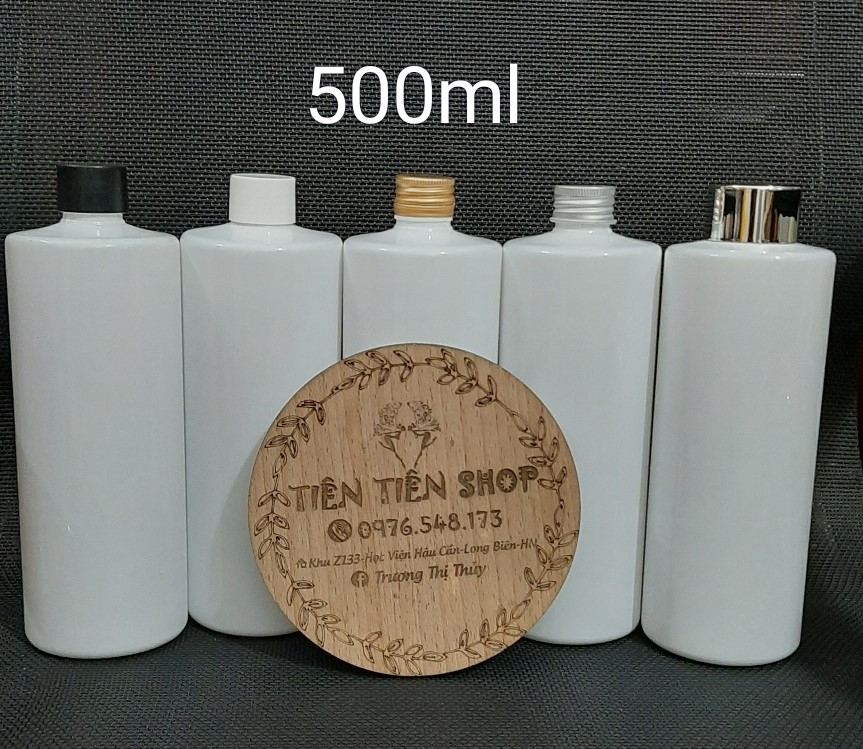 500ml
TIÊN TIÊN SHOP
0976.548.173
Khu Z133-Học Viện Hậu Cần-Long Biên-HN
Trương Thị Thủy